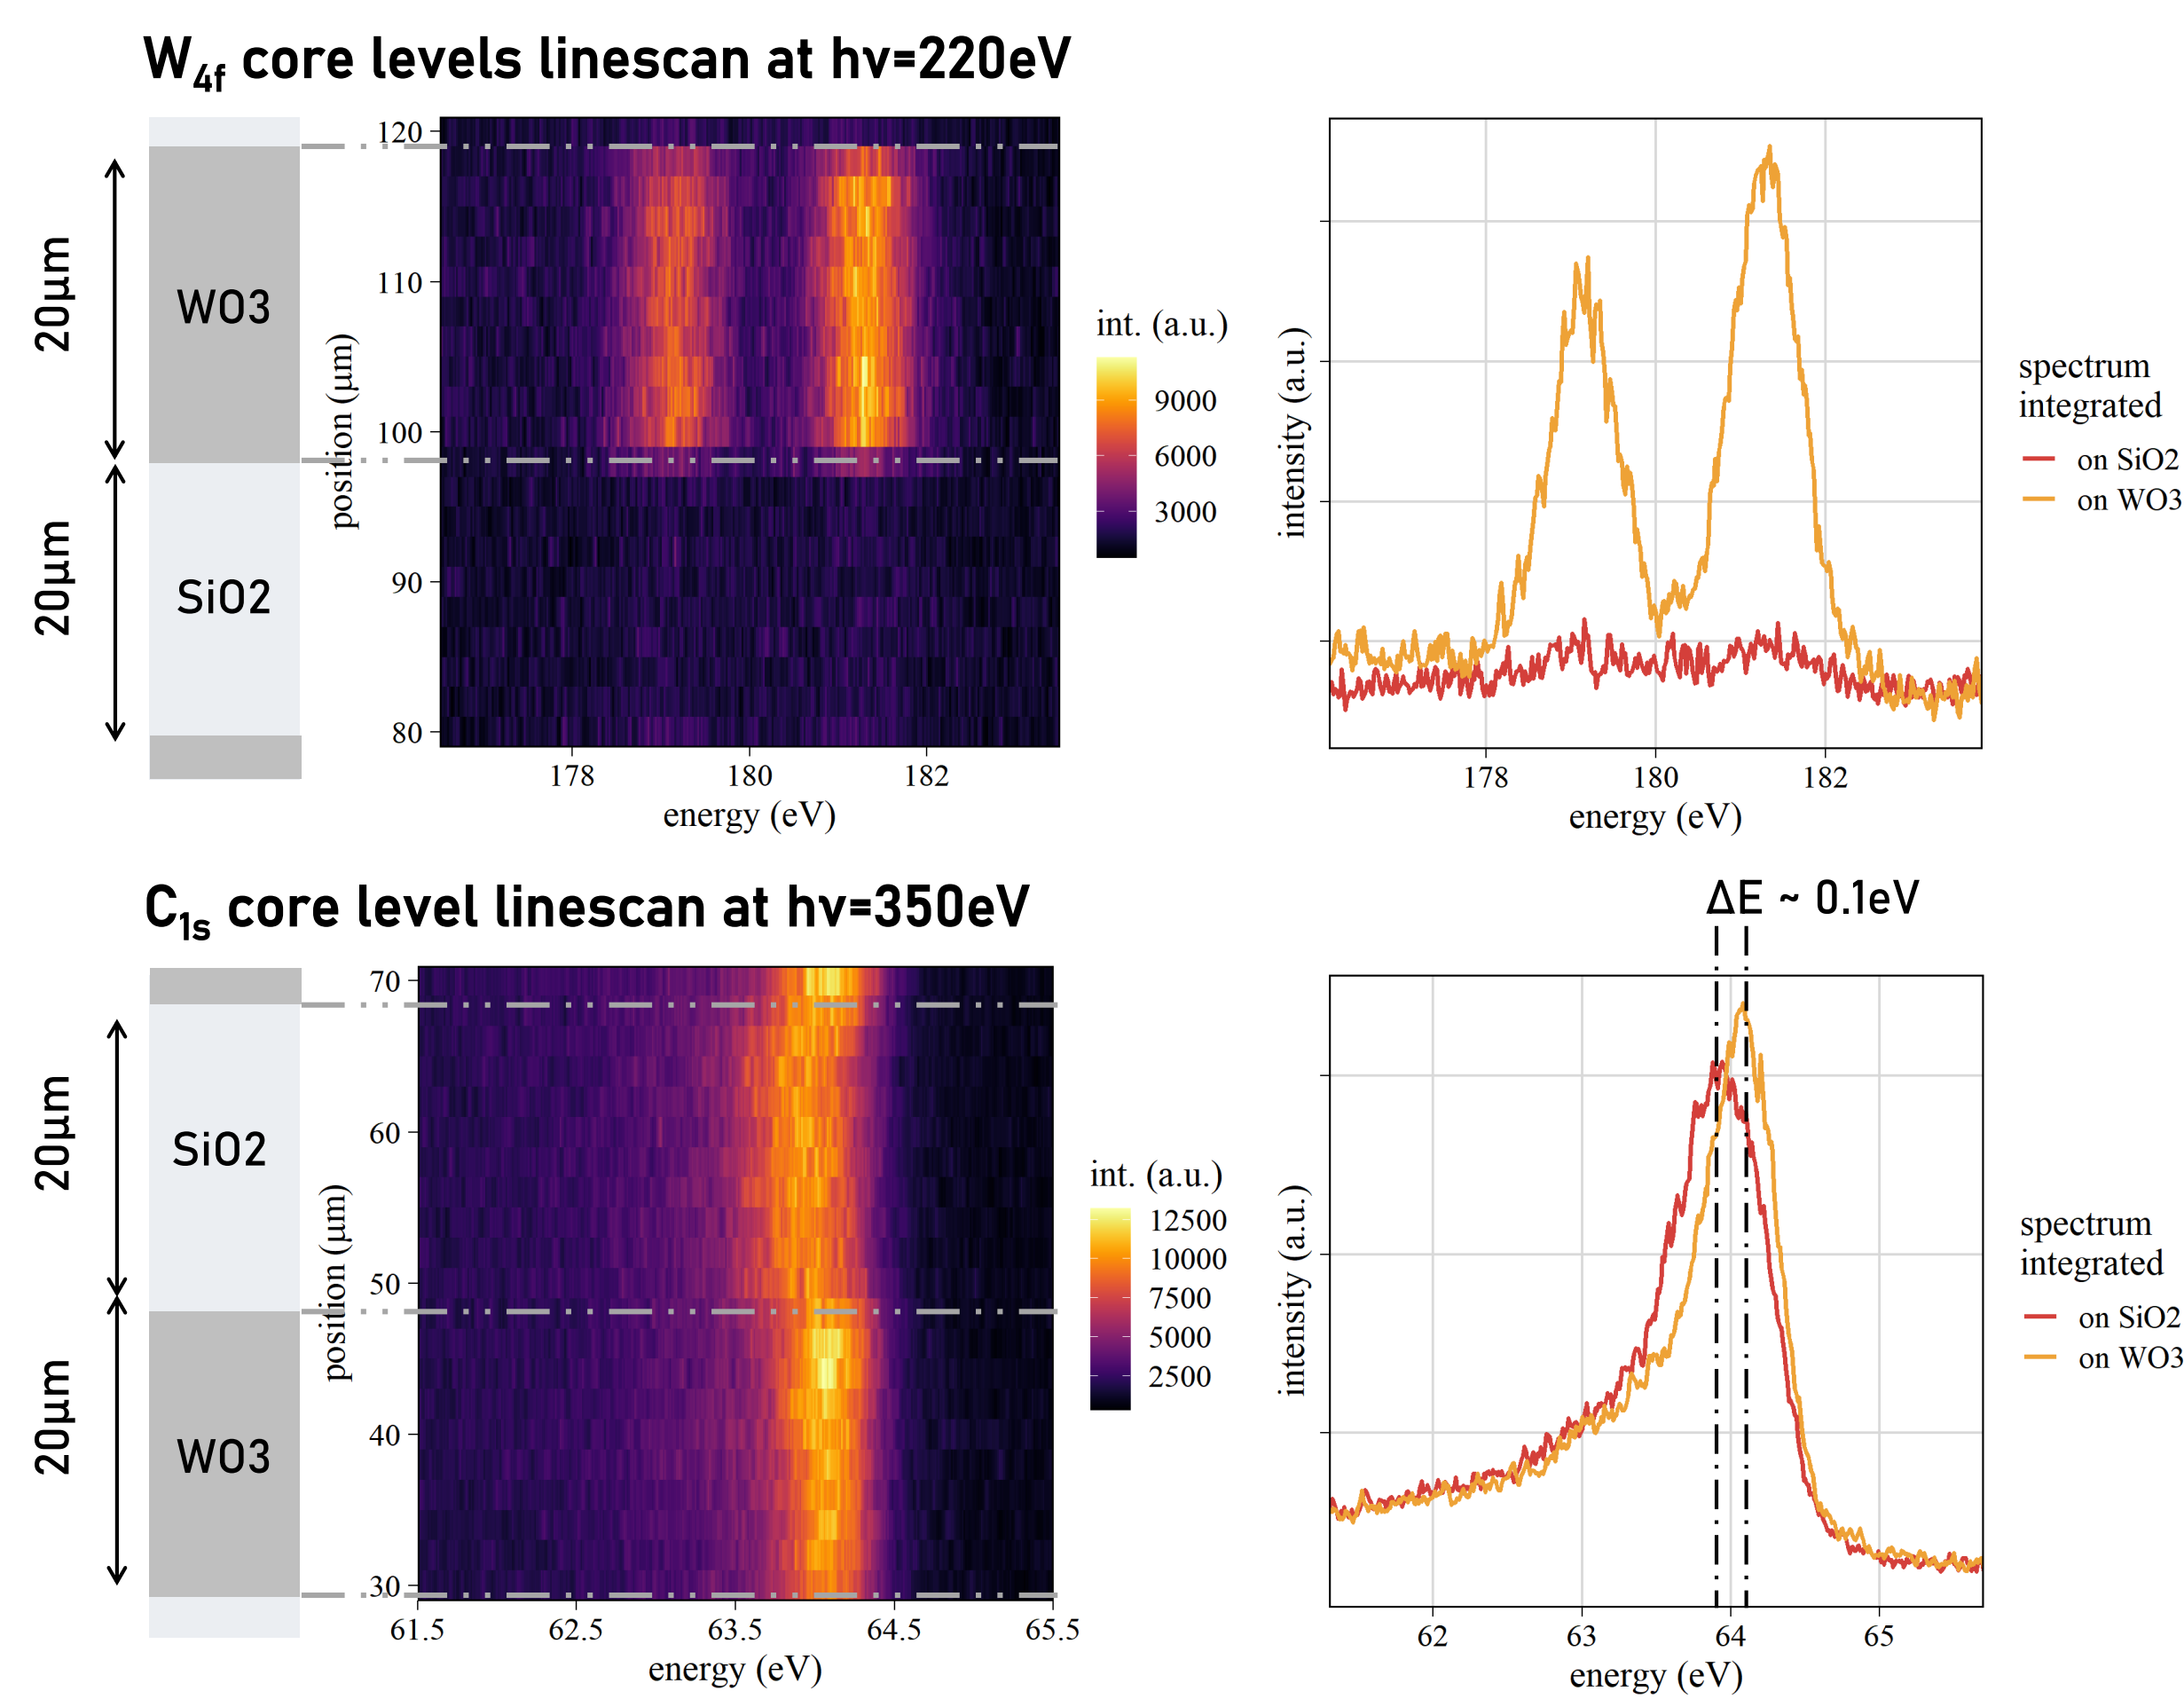 W4f core levels linescan at hν=220eV
20µm
20µm
WO3
SiO2
position (µm)
120
110
100
90
80
178
180
182
energy (eV)
int. (a.u.)
9000
6000
3000
intensity (a.u.)
178
180
182
energy (eV)
spectrum
integrated
on SiO2
on WO3
C1s core level linescan at hν=350eV
20µm
20µm
SiO2
WO3
position (µm)
70
60
50
40
30
61.5
62.5
63.5
64.5
65.5
energy (eV)
int. (a.u.)
12500
10000
7500
5000
2500
ΔE ~ 0.1eV
intensity (a.u.)
62
63
64
65
energy (eV)
spectrum
integrated
on SiO2
on WO3